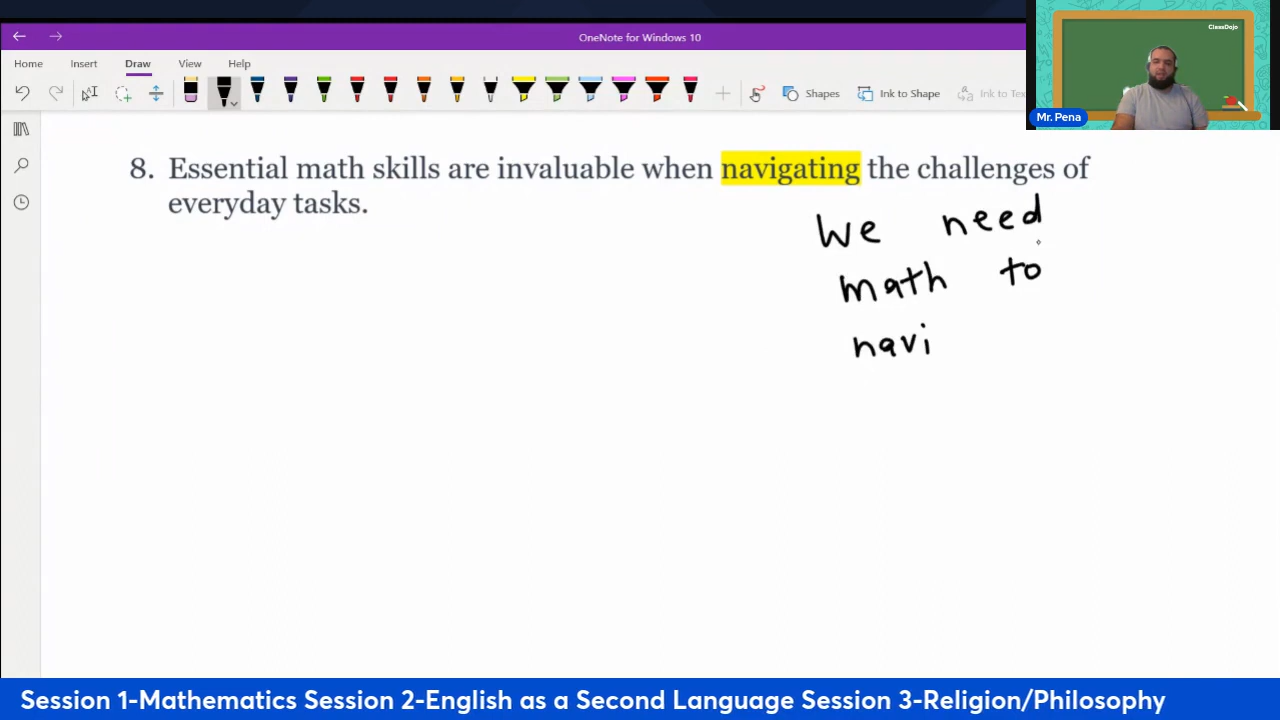 OneNote for Windows 10
ClassDojo
Home Insert Draw View Help
Shapes Ink to Shape Ink to Tex
Mr. Pena
8. Essential math skills are invaluable when navigating the challenges of
everyday tasks.
We need
math to
navi
Session 1-Mathematics Session 2-English as a Second Language Session 3-Religion/Philosophy